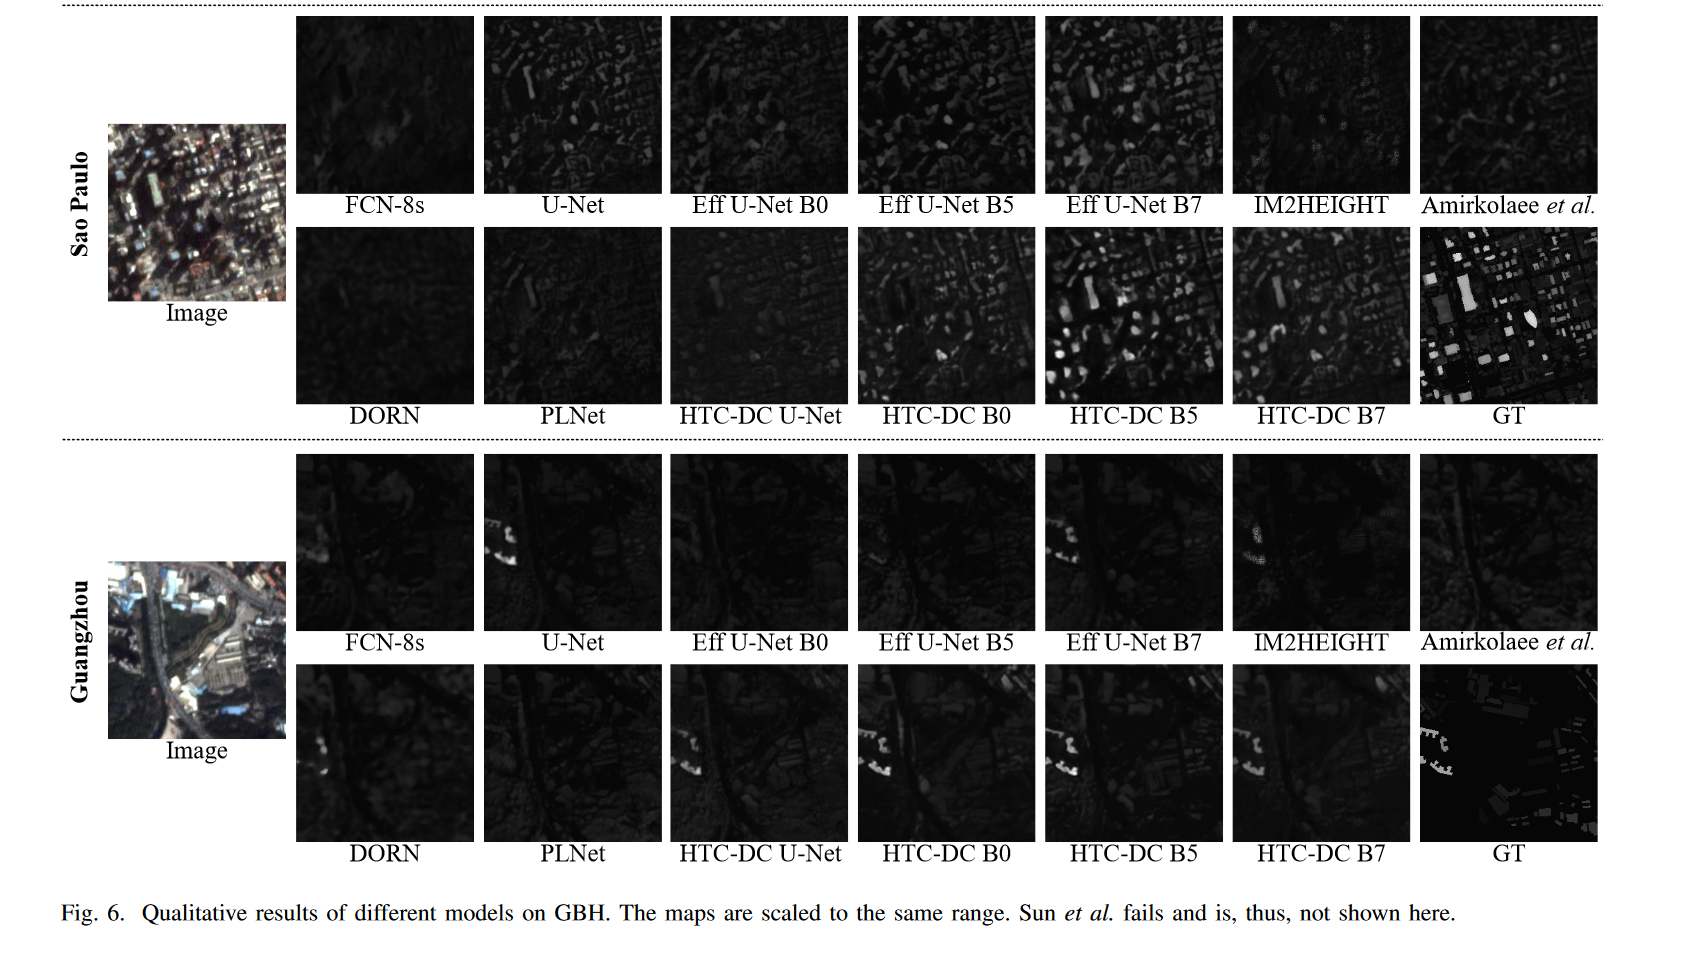 Sao Paulo
Image
FCN-8s
U-Net
Eff U-Net B0
Eff U-Net B5
Eff U-Net B7
IM2HEIGHT
Amirkolaee et al.
DORN
PLNet
HTC-DC U-Net
HTC-DC B0
HTC-DC B5
HTC-DC B7
GT
Guangzhou
Image
FCN-8s
U-Net
Eff U-Net B0
Eff U-Net B5
Eff U-Net B7
IM2HEIGHT
Amirkolaee et al.
DORN
PLNet
HTC-DC U-Net
HTC-DC B0
HTC-DC B5
HTC-DC B7
GT
Fig. 6. Qualitative results of different models on GBH. The maps are scaled to the same range. Sun et al. fails and is, thus, not shown here.